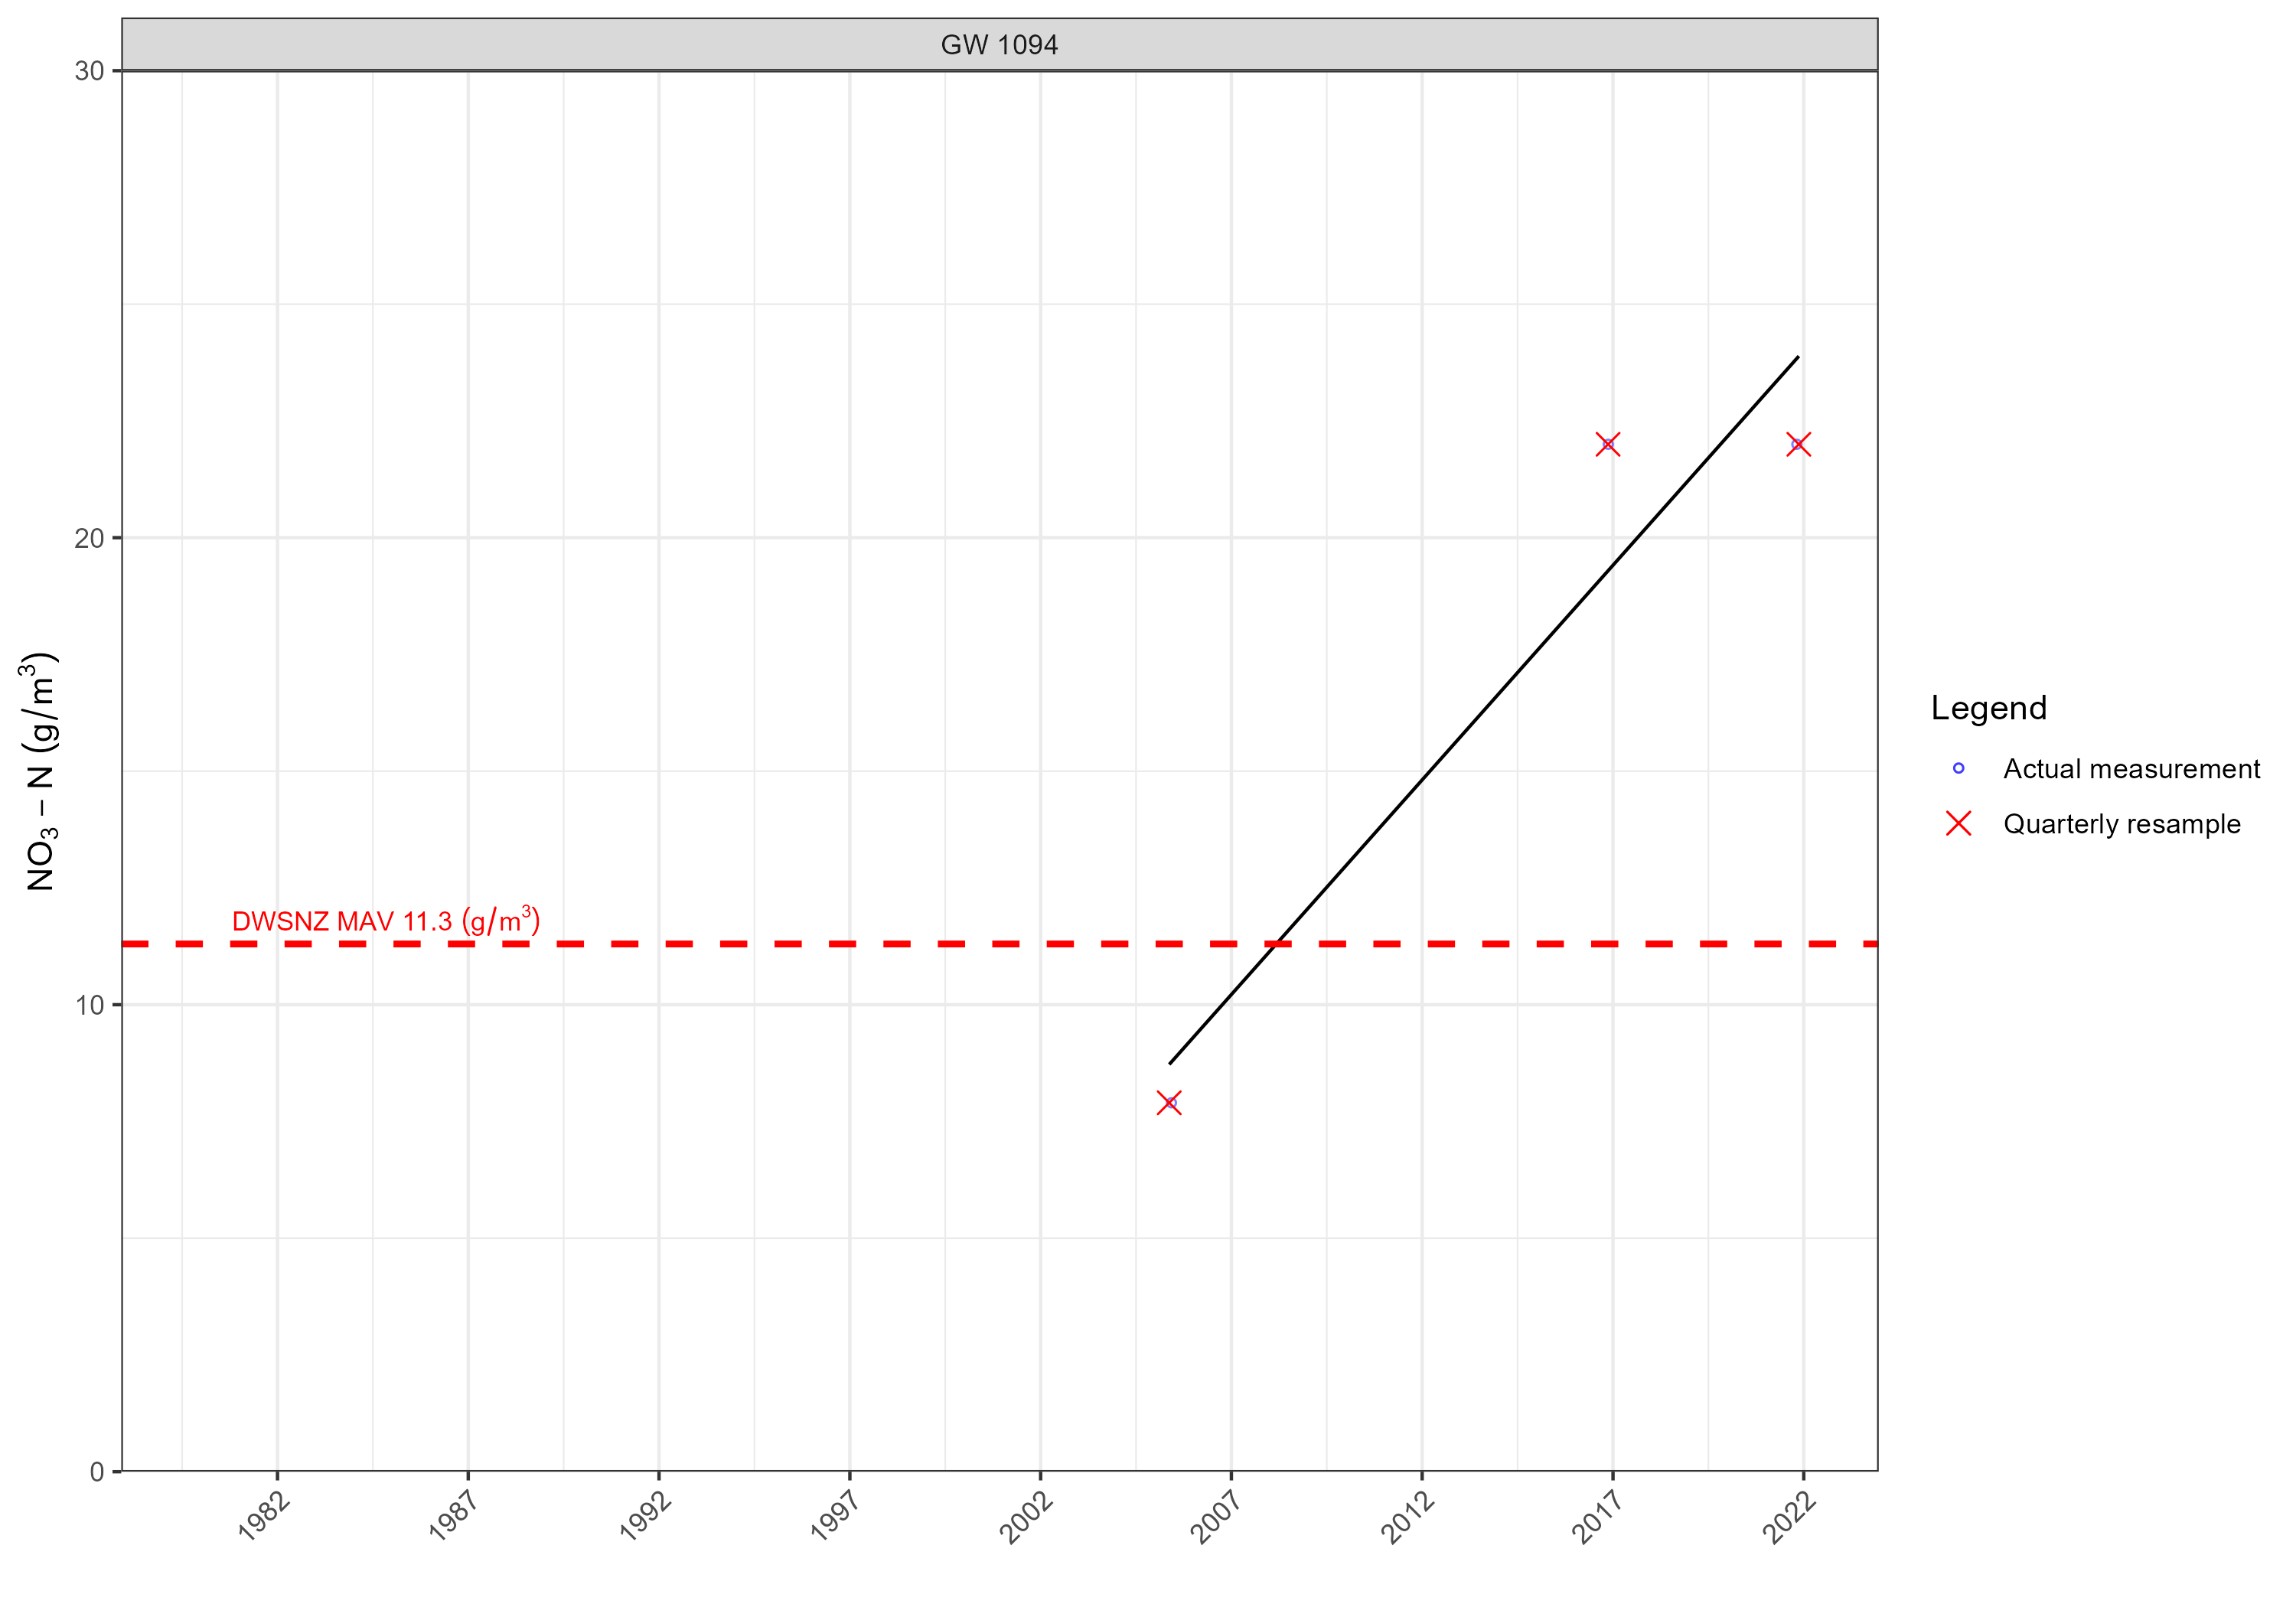 GW 1094
30
20
10
0
NO₃ – N (g/m³)
DWSNZ MAV 11.3 (g/m³)
1982
1987
1992
1997
2002
2007
2012
2017
2022
Legend
Actual measurement
Quarterly resample